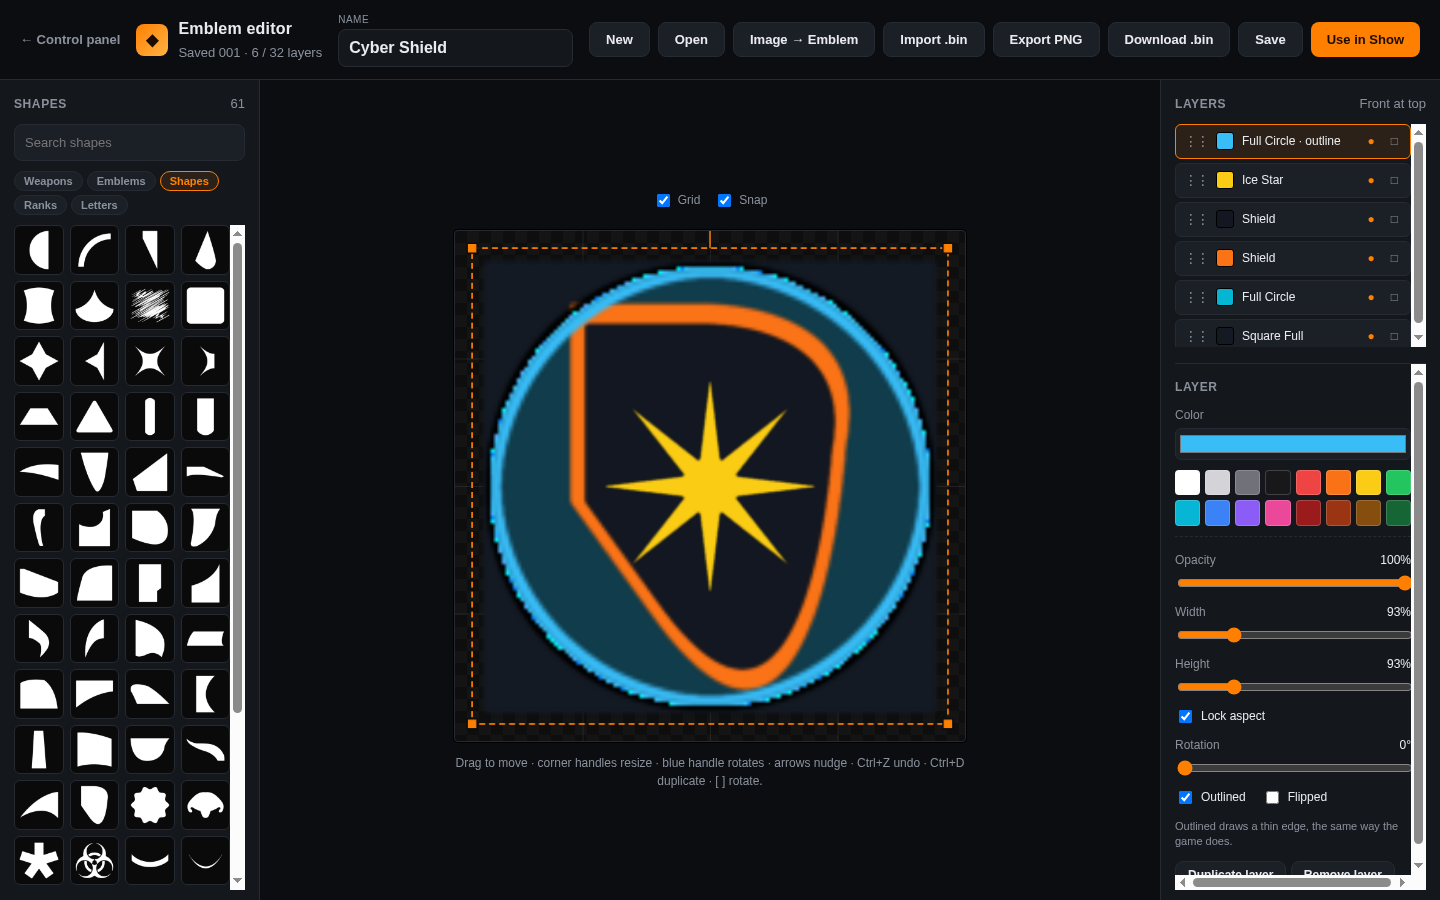 ← Control panel
Emblem editor
Saved 001 · 6 / 32 layers
NAME
Cyber Shield
New
Open
Image → Emblem
Import .bin
Export PNG
Download .bin
Save
Use in Show
SHAPES
61
Search shapes
Weapons
Emblems
Shapes
Ranks
Letters
Grid
Snap
Drag to move · corner handles resize · blue handle rotates · arrows nudge · Ctrl+Z undo · Ctrl+D
duplicate · [ ] rotate.
LAYERS
Front at top
Full Circle · outline
Ice Star
Shield
Shield
Full Circle
Square Full
LAYER
Color
Opacity
100%
Width
93%
Height
93%
Lock aspect
Rotation
0°
Outlined
Flipped
Outlined draws a thin edge, the same way the
game does.
Duplicate layer
Remove layer